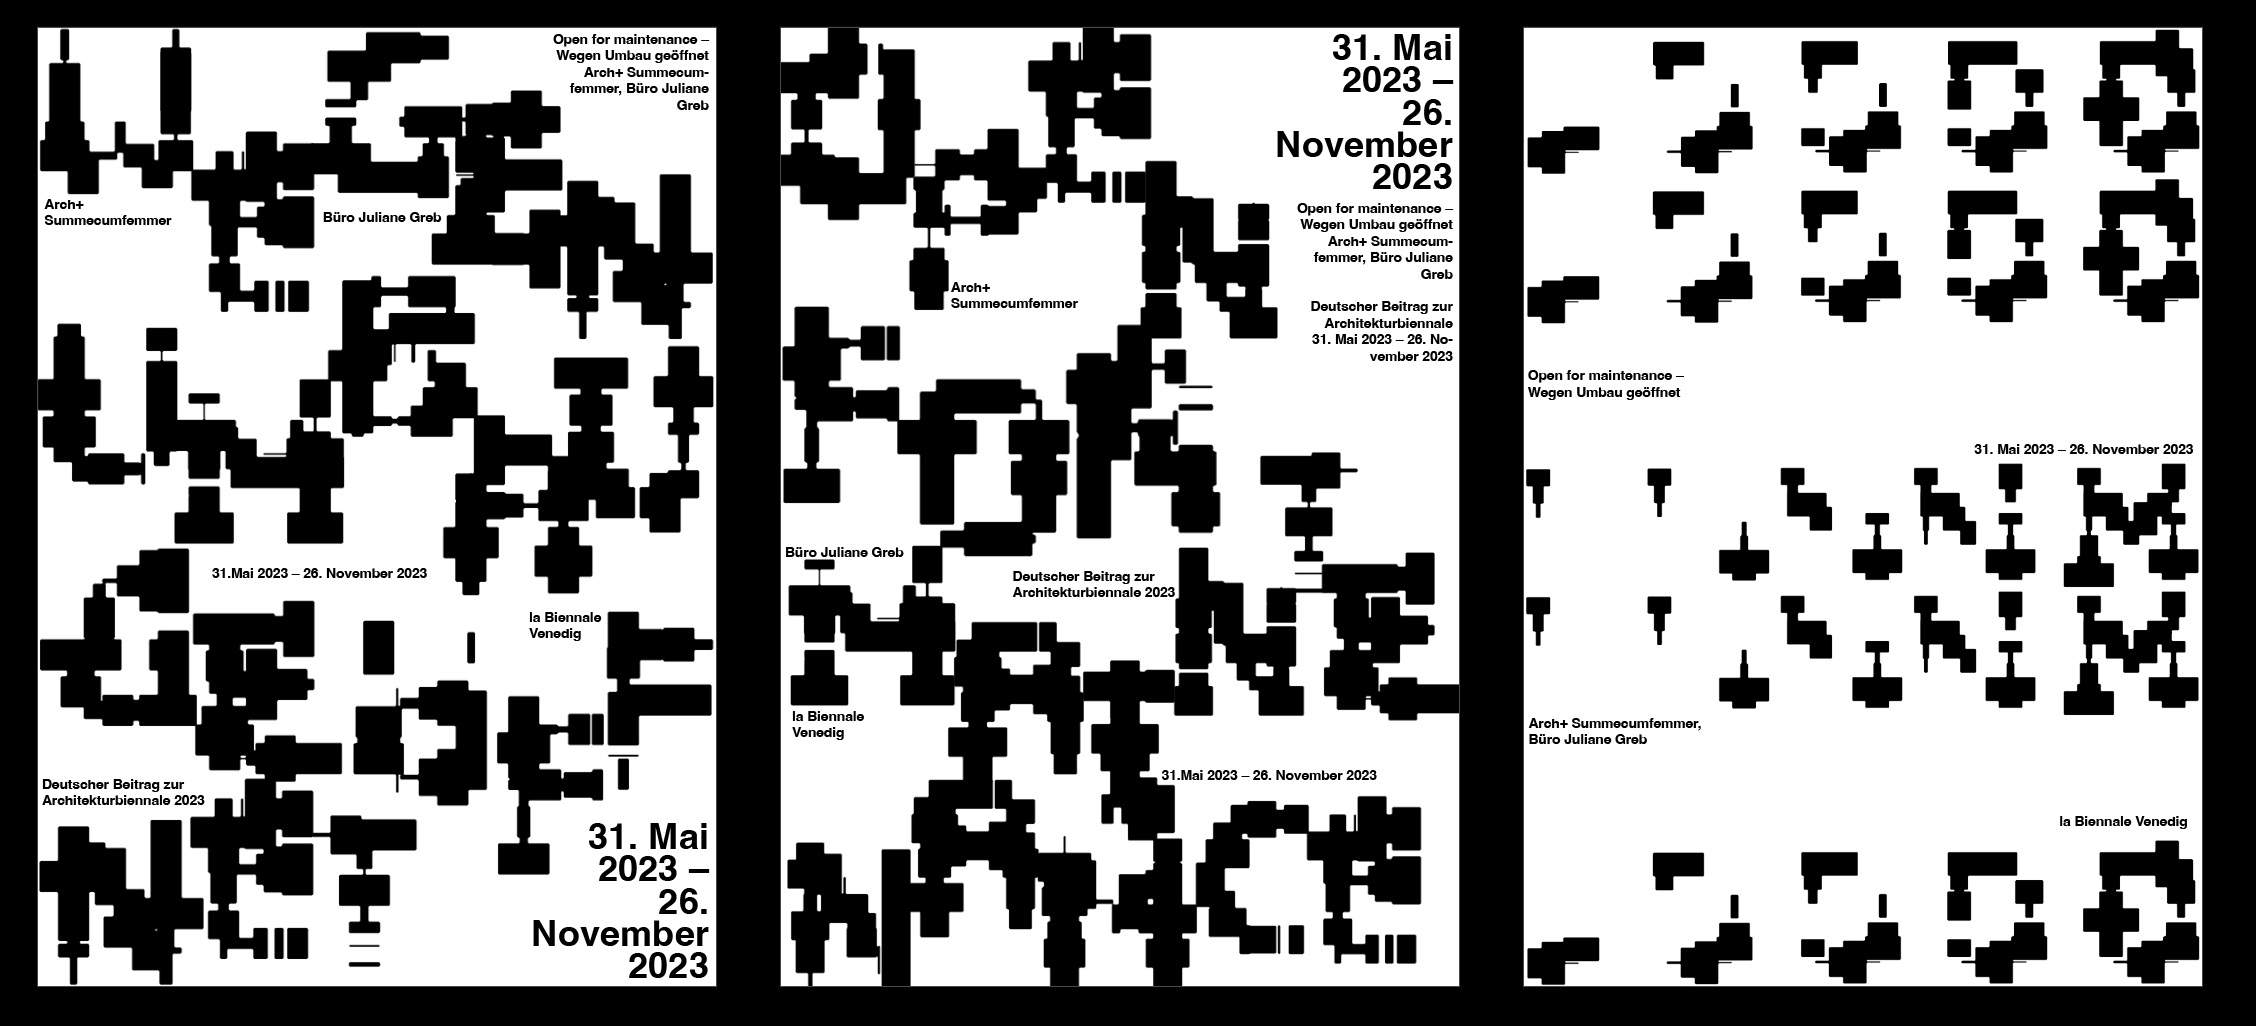 Open for maintenance –
Wegen Umbau geöffnet
Arch+ Summecum-
femmer, Büro Juliane
Greb
Arch+
Summecumfemmer
Büro Juliane Greb
31.Mai 2023 – 26. November 2023
la Biennale
Venedig
Deutscher Beitrag zur
Architekturbiennale 2023
31. Mai
2023 –
26.
November
2023
31. Mai
2023 –
26.
November
2023
Open for maintenance –
Wegen Umbau geöffnet
Arch+ Summecum-
femmer, Büro Juliane
Greb
Arch+
Summecumfemmer
Deutscher Beitrag zur
Architekturbiennale
31. Mai 2023 – 26. No-
vember 2023
Büro Juliane Greb
Deutscher Beitrag zur
Architekturbiennale 2023
la Biennale
Venedig
31.Mai 2023 – 26. November 2023
Open for maintenance –
Wegen Umbau geöffnet
31. Mai 2023 – 26. November 2023
Arch+ Summecumfemmer,
Büro Juliane Greb
la Biennale Venedig